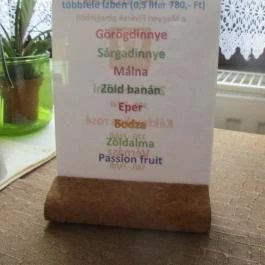 többféle ízben (0,5 liter 780,- Ft)
Görögdinnye
Sárgadinnye
Málna
Zöld banán
Eper
Bodza
Zöldalma
Passion fruit